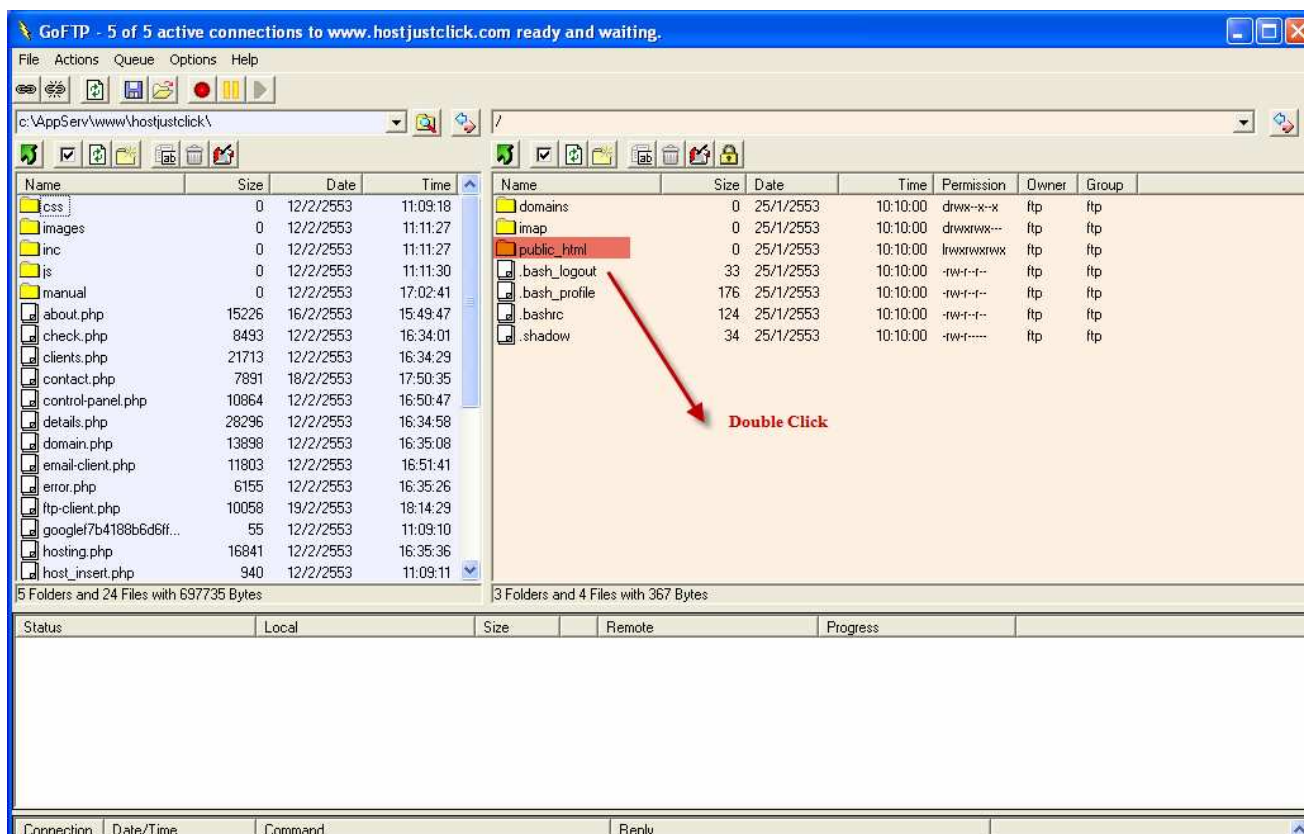 GoFTP - 5 of 5 active connections to www.hostjustclick.com ready and waiting.
File Actions Queue Options Help
c:\AppServ\www\hostjustclick\
/
Name Size Date Time
css 0 12/2/2553 11:09:18
images 0 12/2/2553 11:11:27
inc 0 12/2/2553 11:11:27
js 0 12/2/2553 11:11:30
manual 0 12/2/2553 17:02:41
about.php 15226 16/2/2553 15:49:47
check.php 8493 12/2/2553 16:34:01
clients.php 21713 12/2/2553 16:34:29
contact.php 7891 18/2/2553 17:50:35
control-panel.php 10864 12/2/2553 16:50:47
details.php 28296 12/2/2553 16:34:58
domain.php 13898 12/2/2553 16:35:08
email-client.php 11803 12/2/2553 16:51:41
error.php 6155 12/2/2553 16:35:26
ftp-client.php 10058 19/2/2553 18:14:29
googlef7b4188b6d6ff... 55 12/2/2553 11:09:10
hosting.php 16841 12/2/2553 16:35:36
host_insert.php 940 12/2/2553 11:09:11
5 Folders and 24 Files with 697735 Bytes
Name Size Date Time Permission Owner Group
domains 0 25/1/2553 10:10:00 drwx--x--x ftp ftp
imap 0 25/1/2553 10:10:00 drwxrwx--- ftp ftp
public_html 0 25/1/2553 10:10:00 lrwxrwxrwx ftp ftp
.bash_logout 33 25/1/2553 10:10:00 -rw-r--r-- ftp ftp
.bash_profile 176 25/1/2553 10:10:00 -rw-r--r-- ftp ftp
.bashrc 124 25/1/2553 10:10:00 -rw-r--r-- ftp ftp
.shadow 34 25/1/2553 10:10:00 -rw-r----- ftp ftp
Double Click
3 Folders and 4 Files with 367 Bytes
Status Local Size Remote Progress
Connection Date/Time Command Reply